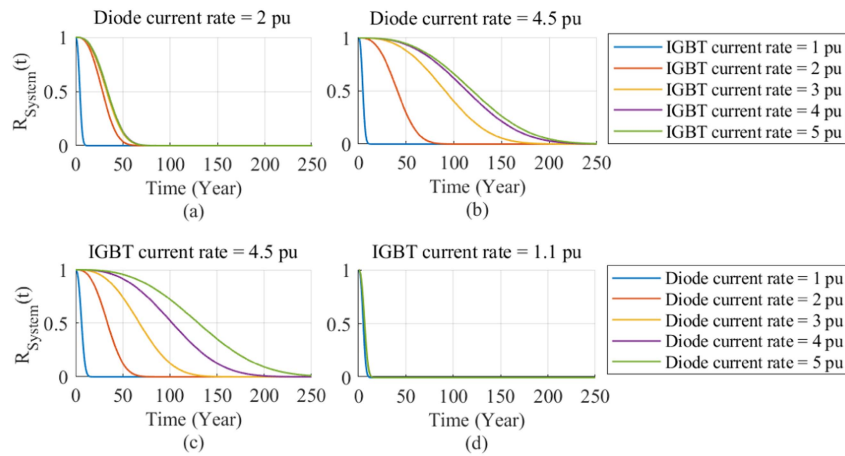 Diode current rate = 2 pu
Diode current rate = 4.5 pu
R_System(t)
1
0.5
0
0 50 100 150 200 250
Time (Year)
(a)
1
0.5
0
0 50 100 150 200 250
Time (Year)
(b)
IGBT current rate = 1 pu
IGBT current rate = 2 pu
IGBT current rate = 3 pu
IGBT current rate = 4 pu
IGBT current rate = 5 pu
IGBT current rate = 4.5 pu
IGBT current rate = 1.1 pu
R_System(t)
1
0.5
0
0 50 100 150 200 250
Time (Year)
(c)
1
0.5
0
0 50 100 150 200 250
Time (Year)
(d)
Diode current rate = 1 pu
Diode current rate = 2 pu
Diode current rate = 3 pu
Diode current rate = 4 pu
Diode current rate = 5 pu